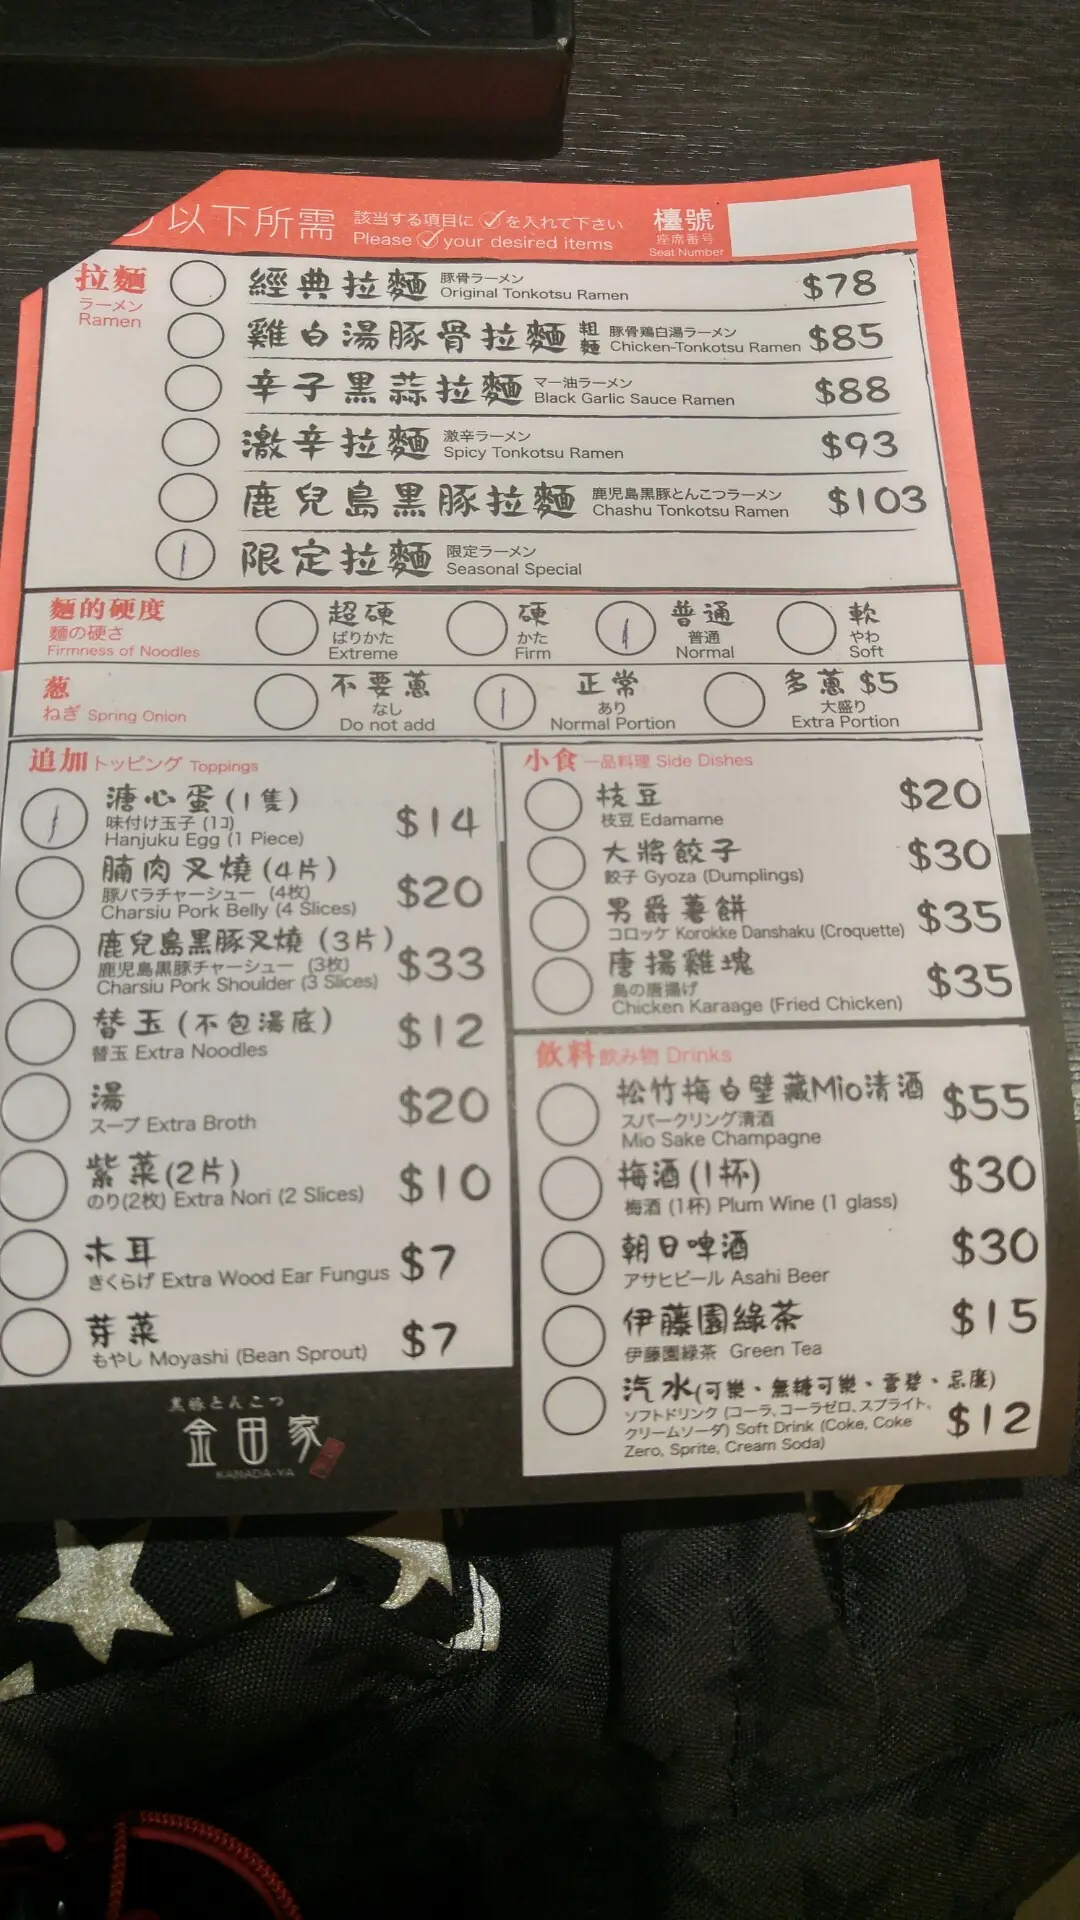 以下所需
該当する項目に を入れて下さい
Please your desired items
檯號
座席番号
Seat Number
拉麵
ラーメン
Ramen
經典拉麵 豚骨ラーメン $78
Original Tonkotsu Ramen
雞白湯豚骨拉麵 粗麵 豚骨鶏白湯ラーメン $85
Chicken-Tonkotsu Ramen
辛子黑蒜拉麵 マー油ラーメン $88
Black Garlic Sauce Ramen
激辛拉麵 激辛ラーメン $93
Spicy Tonkotsu Ramen
鹿兒島黑豚拉麵 鹿児島黒豚とんこつラーメン $103
Chashu Tonkotsu Ramen
限定拉麵 限定ラーメン
Seasonal Special
麵的硬度
麵の硬さ
Firmness of Noodles
超硬
ばりかた
Extreme
硬
かた
Firm
普通
普通
Normal
軟
やわ
Soft
葱
ねぎ Spring Onion
不要蔥
なし
Do not add
正常
あり
Normal Portion
多蔥 $5
大盛り
Extra Portion
追加 トッピング Toppings
溏心蛋(1隻) $14
味付け玉子 (1コ)
Hanjuku Egg (1 Piece)
腩肉叉燒(4片) $20
豚バラチャーシュー (4枚)
Charsiu Pork Belly (4 Slices)
鹿兒島黑豚叉燒(3片) $33
鹿児島黒豚チャーシュー (3枚)
Charsiu Pork Shoulder (3 Slices)
替玉(不包湯底) $12
替玉 Extra Noodles
湯 $20
スープ Extra Broth
紫菜(2片) $10
のり(2枚) Extra Nori (2 Slices)
木耳 $7
きくらげ Extra Wood Ear Fungus
芽菜 $7
もやし Moyashi (Bean Sprout)
小食 一品料理 Side Dishes
枝豆 $20
枝豆 Edamame
大將餃子 $30
餃子 Gyoza (Dumplings)
男爵薯餅 $35
コロッケ Korokke Danshaku (Croquette)
唐揚雞塊 $35
鳥の唐揚げ
Chicken Karaage (Fried Chicken)
飲料 飲み物 Drinks
松竹梅白壁藏Mio清酒 $55
スパークリング清酒
Mio Sake Champagne
梅酒(1杯) $30
梅酒 (1杯) Plum Wine (1 glass)
朝日啤酒 $30
アサヒビール Asahi Beer
伊藤園綠茶 $15
伊藤園緑茶 Green Tea
汽水(可樂、無糖可樂、雪碧、忌廉) $12
ソフトドリンク (コーラ, コーラゼロ, スプライト,
クリームソーダ) Soft Drink (Coke, Coke
Zero, Sprite, Cream Soda)
黒豚とんこつ
金田家
KANADA-YA